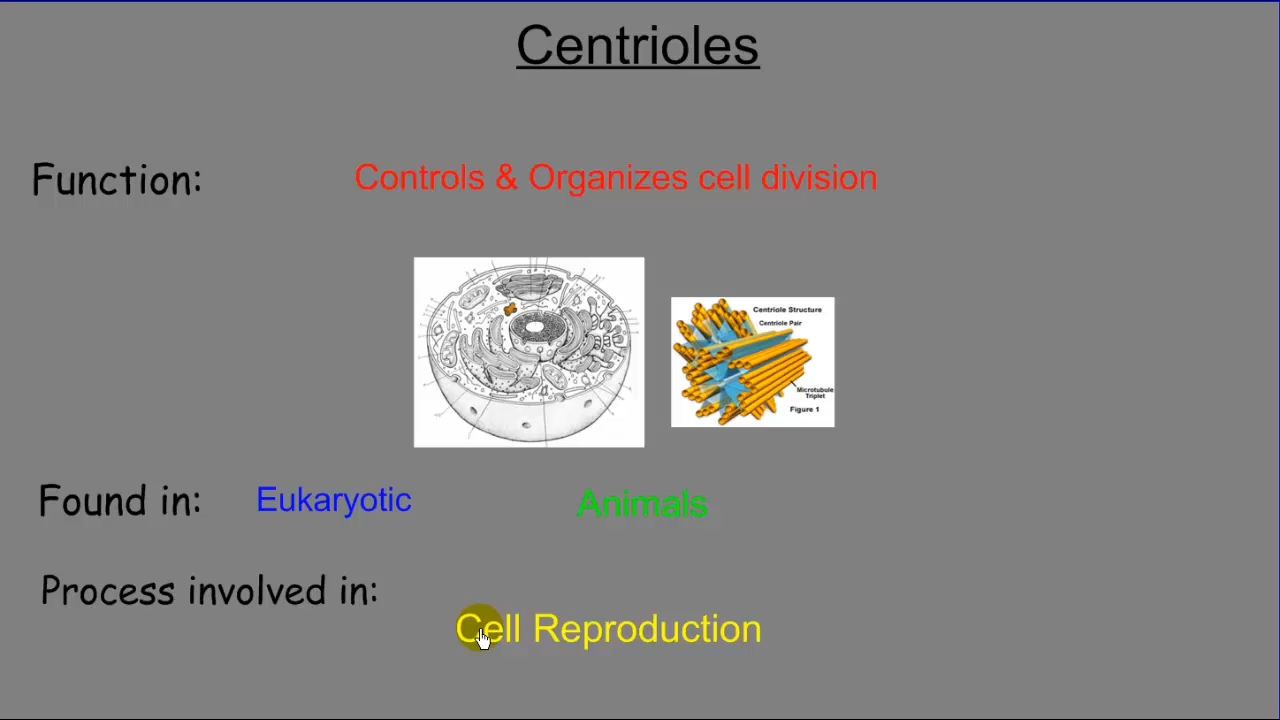 Centrioles
Function:
Controls & Organizes cell division
Centriole Structure
Centriole Pair
Microtubule
Triplet
Figure 1
Found in:
Eukaryotic
Animals
Process involved in:
Cell Reproduction